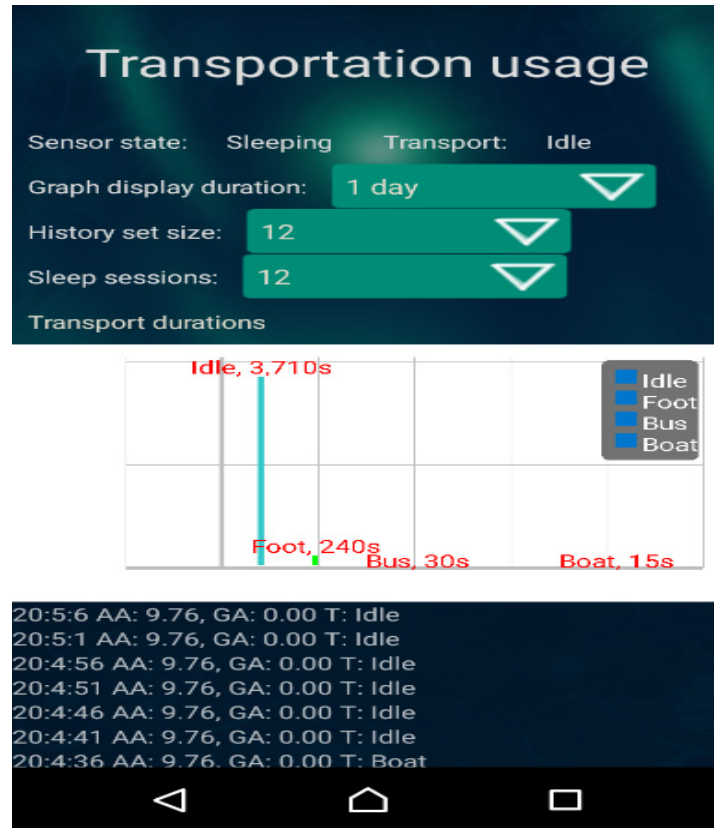 Transportation usage
Sensor state: Sleeping Transport: Idle
Graph display duration: 1 day
History set size: 12
Sleep sessions: 12
Transport durations
Idle, 3,710s
Idle
Foot
Bus
Boat
Foot, 240s
Bus, 30s
Boat, 15s
20:5:6 AA: 9.76, GA: 0.00 T: Idle
20:5:1 AA: 9.76, GA: 0.00 T: Idle
20:4:56 AA: 9.76, GA: 0.00 T: Idle
20:4:51 AA: 9.76, GA: 0.00 T: Idle
20:4:46 AA: 9.76, GA: 0.00 T: Idle
20:4:41 AA: 9.76, GA: 0.00 T: Idle
20:4:36 AA: 9.76, GA: 0.00 T: Boat